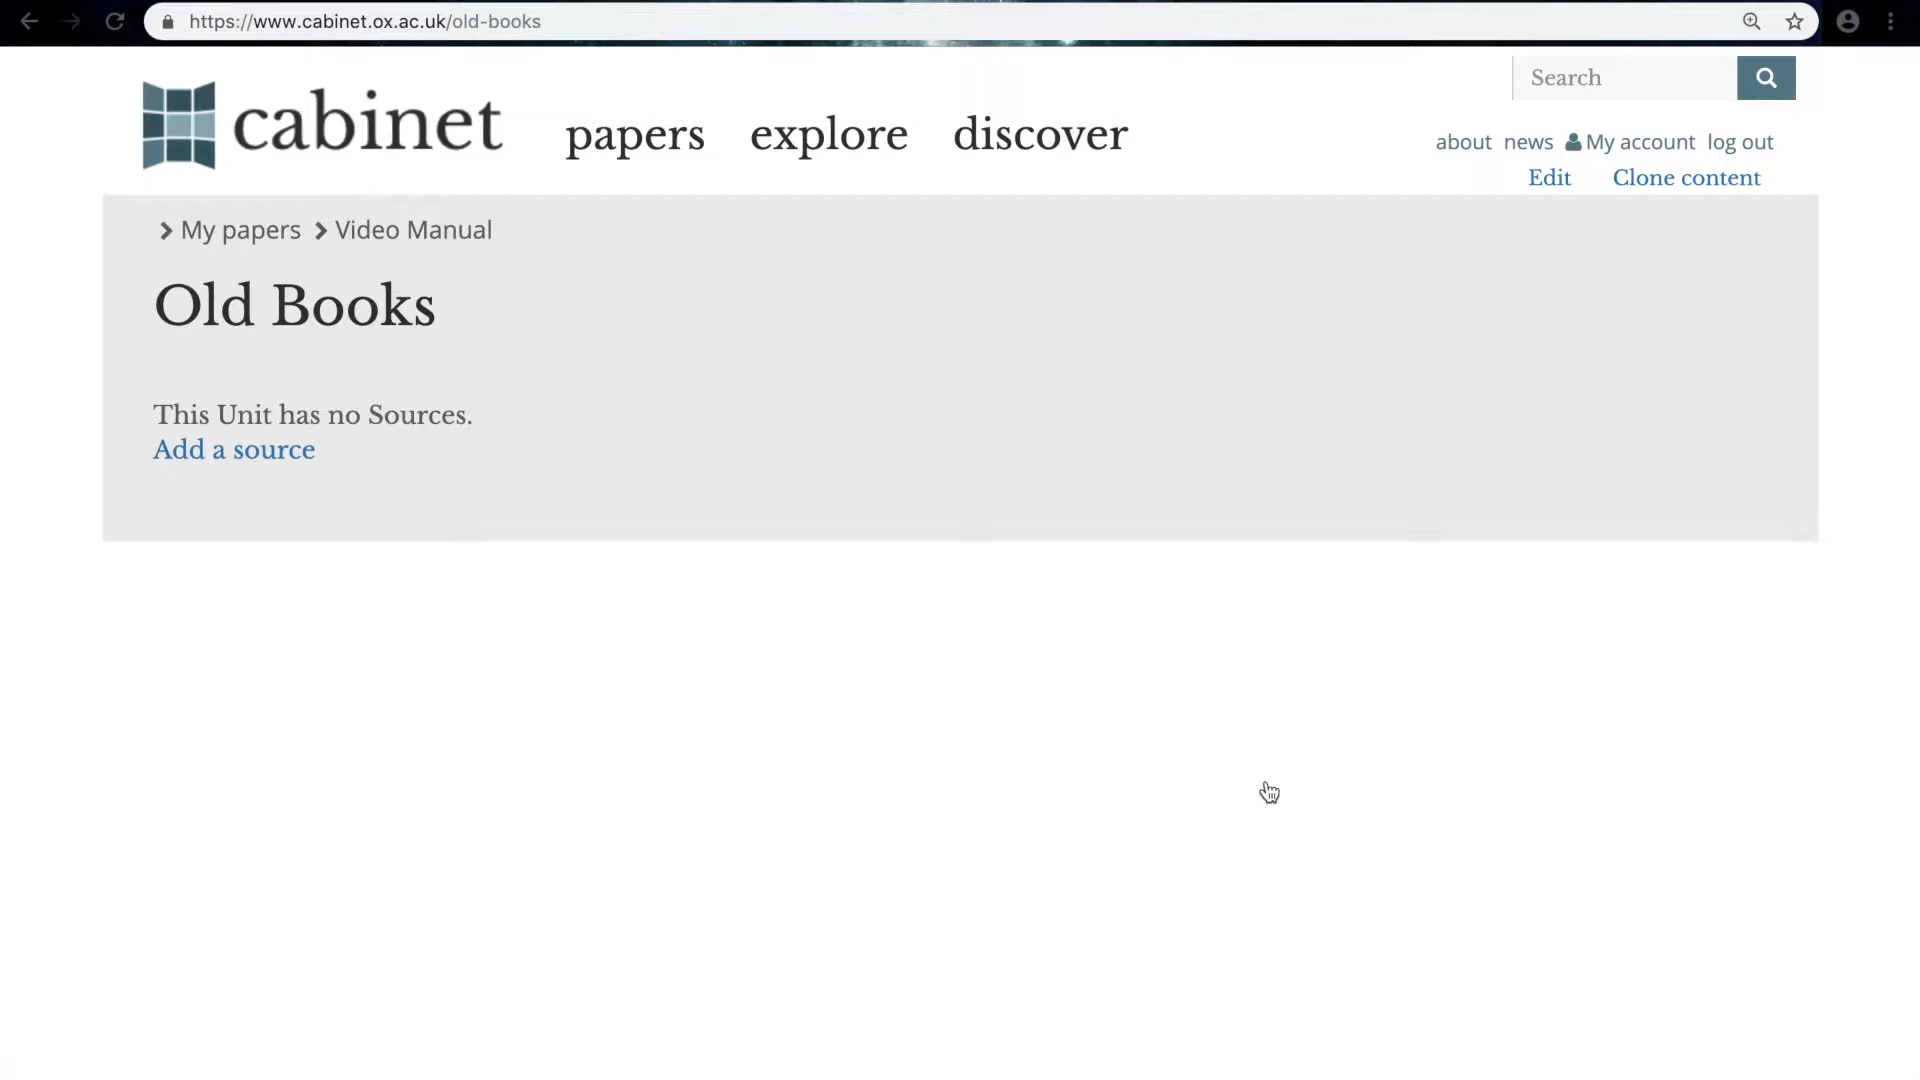 https://www.cabinet.ox.ac.uk/old-books
Search
cabinet
papers explore discover
about news My account log out
Edit Clone content
My papers Video Manual
Old Books
This Unit has no Sources.
Add a source